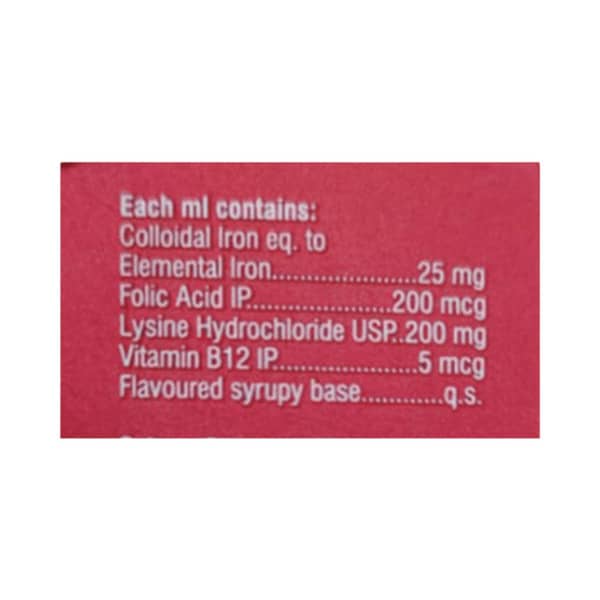 Each ml contains:
Colloidal Iron eq. to
Elemental Iron....................25 mg
Folic Acid IP....................200 mcg
Lysine Hydrochloride USP..200 mg
Vitamin B12 IP....................5 mcg
Flavoured syrupy base............q.s.